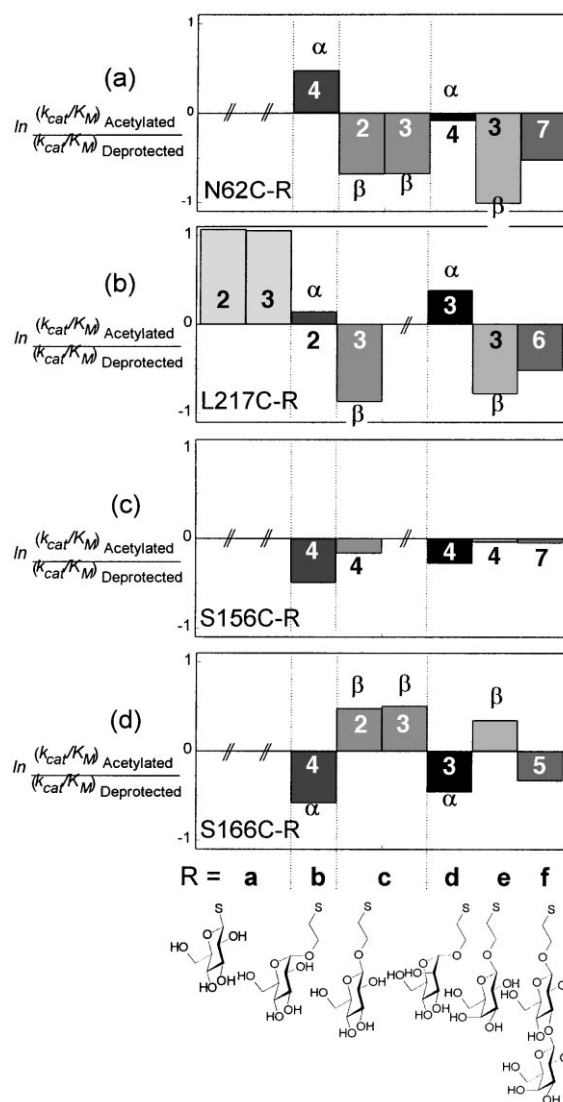 1
α
(a)
4
α
ln (kcat/KM) Acetylated
(kcat/KM) Deprotected
0
2 3
4
3 7
N62C-R
β β
β
-1
1
(b)
α
α
2 3
3
ln (kcat/KM) Acetylated
(kcat/KM) Deprotected
0
2 3
3 6
L217C-R
β
β
-1
1
(c)
ln (kcat/KM) Acetylated
(kcat/KM) Deprotected
0
4 4
4 4 7
S156C-R
-1
1
(d)
β β
β
2 3
ln (kcat/KM) Acetylated
(kcat/KM) Deprotected
0
4
3 5
α
α
S166C-R
-1
R = a b c d e f
S S S S S S
O OH HO HO OH
O OH HO HO OH O
O O OH HO HO OH
O HO HO OH O
O O OH HO HO OH
O O HO HO O
O HO HO OH